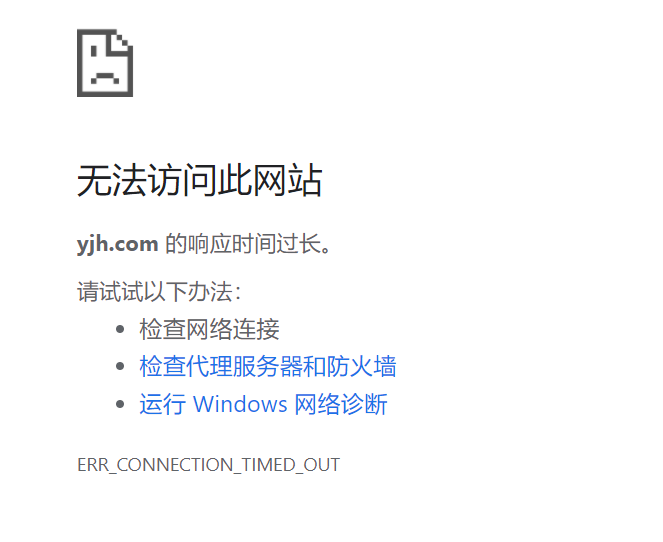 无法访问此网站
yjh.com 的响应时间过长。
请试试以下办法：
检查网络连接
检查代理服务器和防火墙
运行 Windows 网络诊断
ERR_CONNECTION_TIMED_OUT